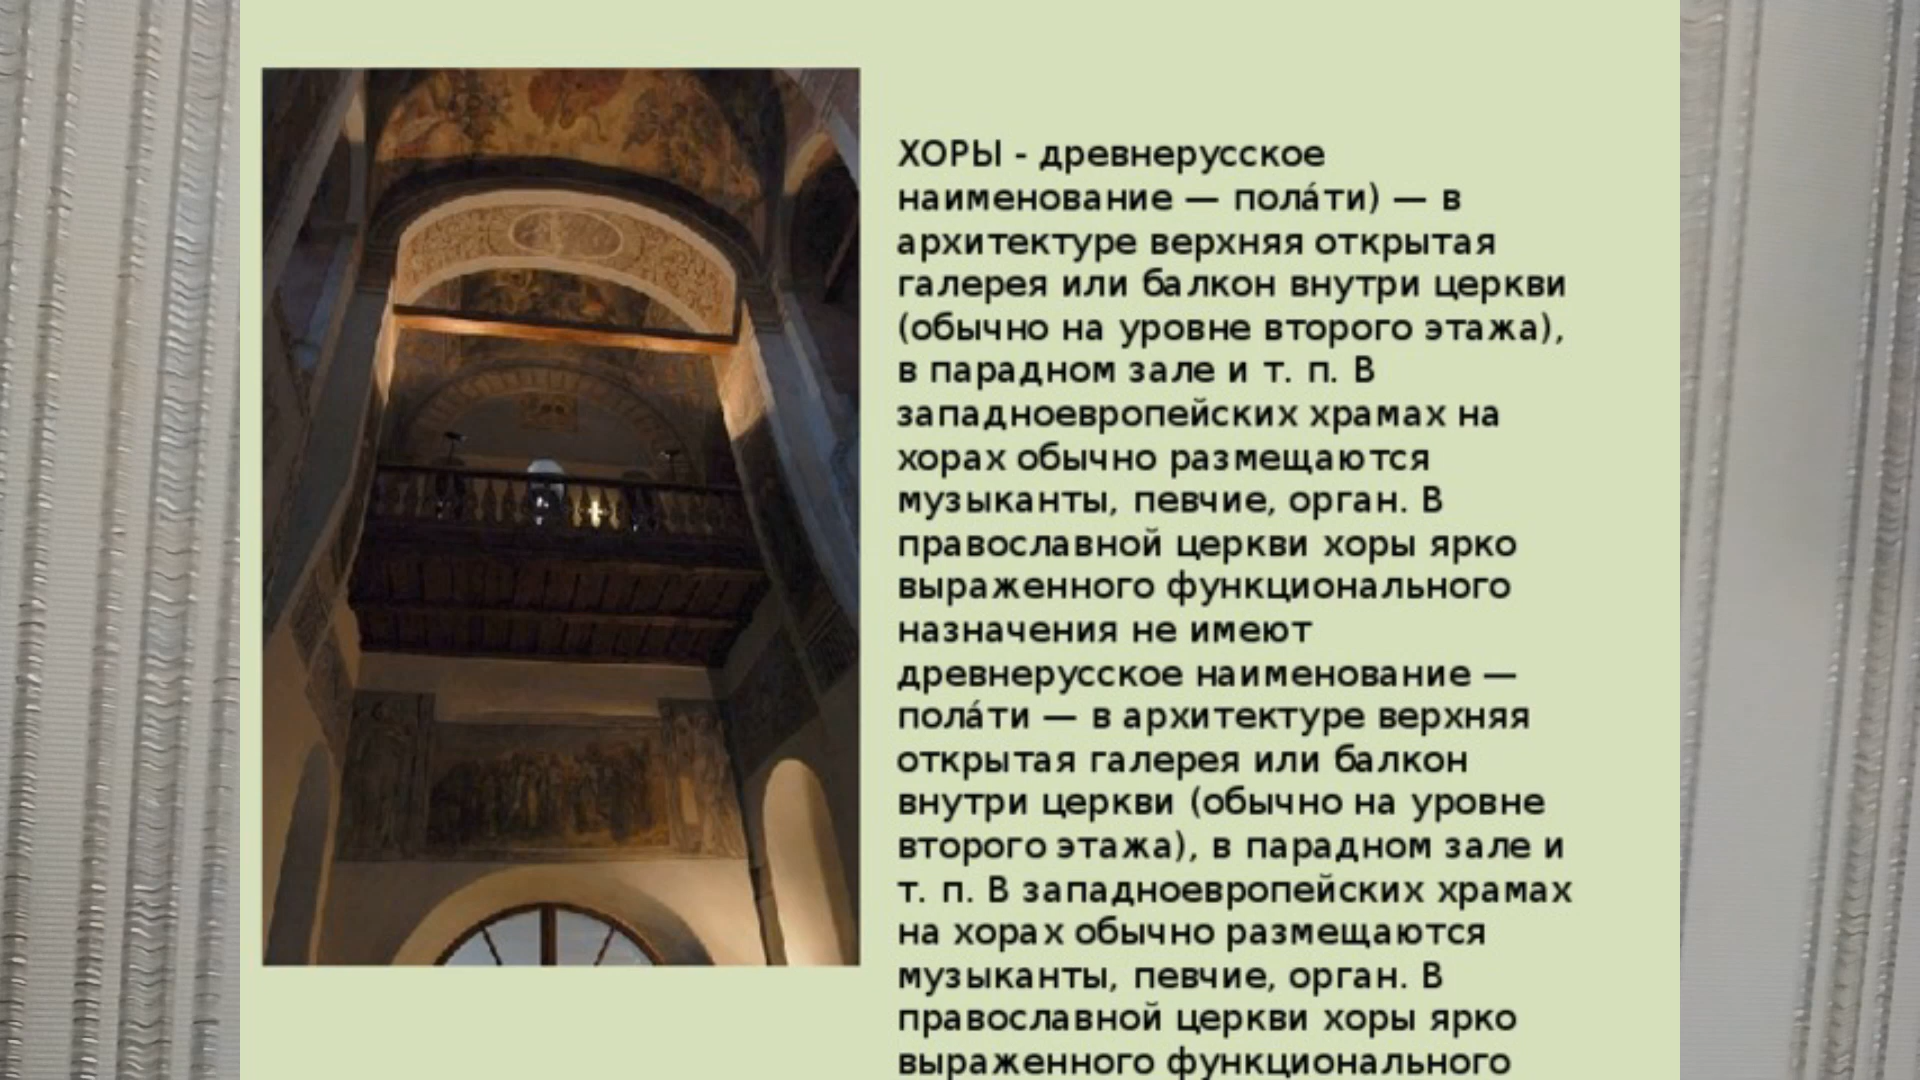 ХОРЫ - древнерусское
наименование — пола́ти) — в
архитектуре верхняя открытая
галерея или балкон внутри церкви
(обычно на уровне второго этажа),
в парадном зале и т. п. В
западноевропейских храмах на
хорах обычно размещаются
музыканты, певчие, орган. В
православной церкви хоры ярко
выраженного функционального
назначения не имеют
древнерусское наименование —
пола́ти — в архитектуре верхняя
открытая галерея или балкон
внутри церкви (обычно на уровне
второго этажа), в парадном зале и
т. п. В западноевропейских храмах
на хорах обычно размещаются
музыканты, певчие, орган. В
православной церкви хоры ярко
выраженного функционального